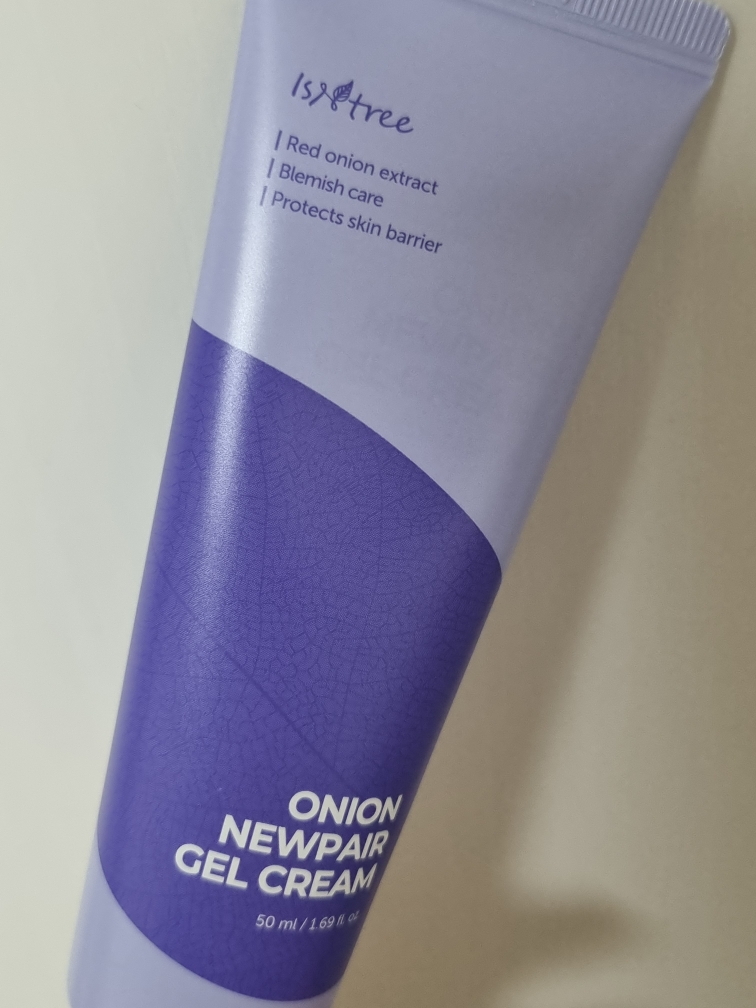 Isntree
Red onion extract
Blemish care
Protects skin barrier
ONION
NEWPAIR
GEL CREAM
50 ml / 1.69 fl. oz.